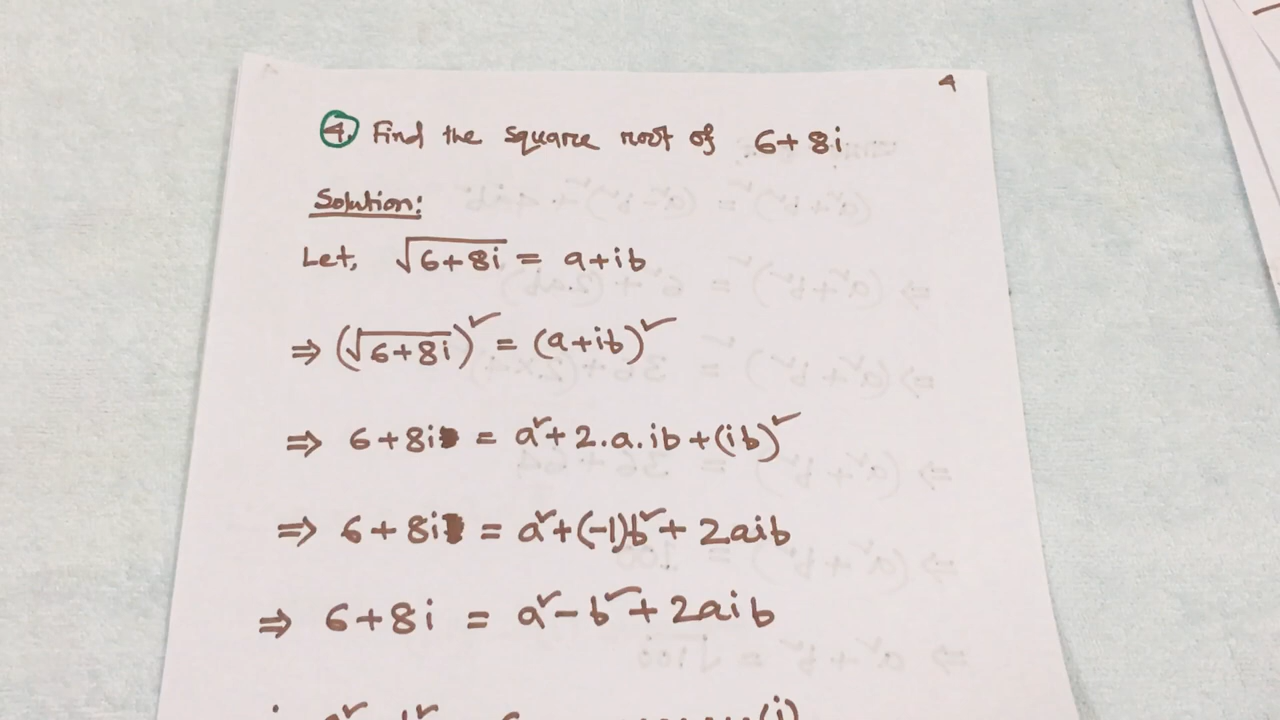 4
4. Find the square root of 6+8i
Solution:
Let, √6+8i = a+ib
⇒ (√6+8i)² = (a+ib)²
⇒ 6+8i = a²+2.a.ib+(ib)²
⇒ 6+8i = a²+(-1)b²+2aib
⇒ 6+8i = a²-b²+2aib